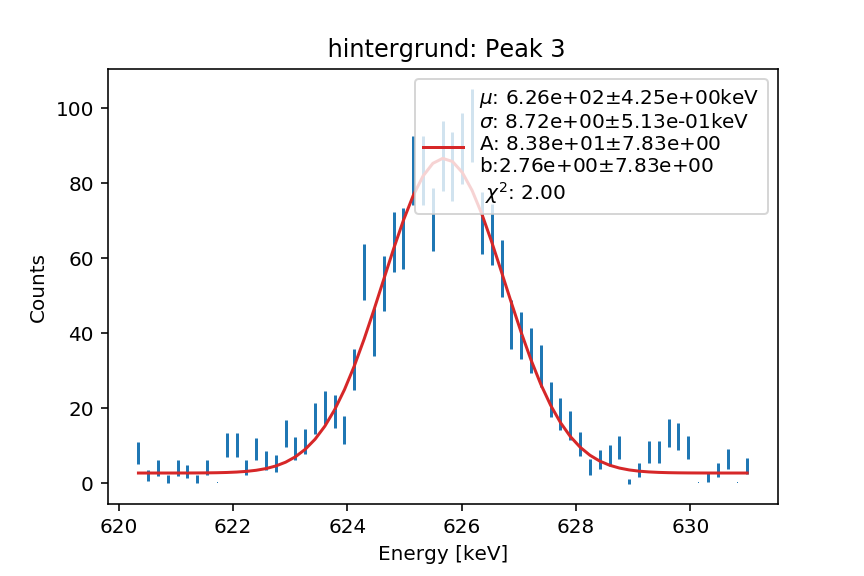 hintergrund: Peak 3
μ: 6.26e+02±4.25e+00keV
σ: 8.72e+00±5.13e-01keV
A: 8.38e+01±7.83e+00
b:2.76e+00±7.83e+00
χ²: 2.00
Counts
100
80
60
40
20
0
620 622 624 626 628 630
Energy [keV]